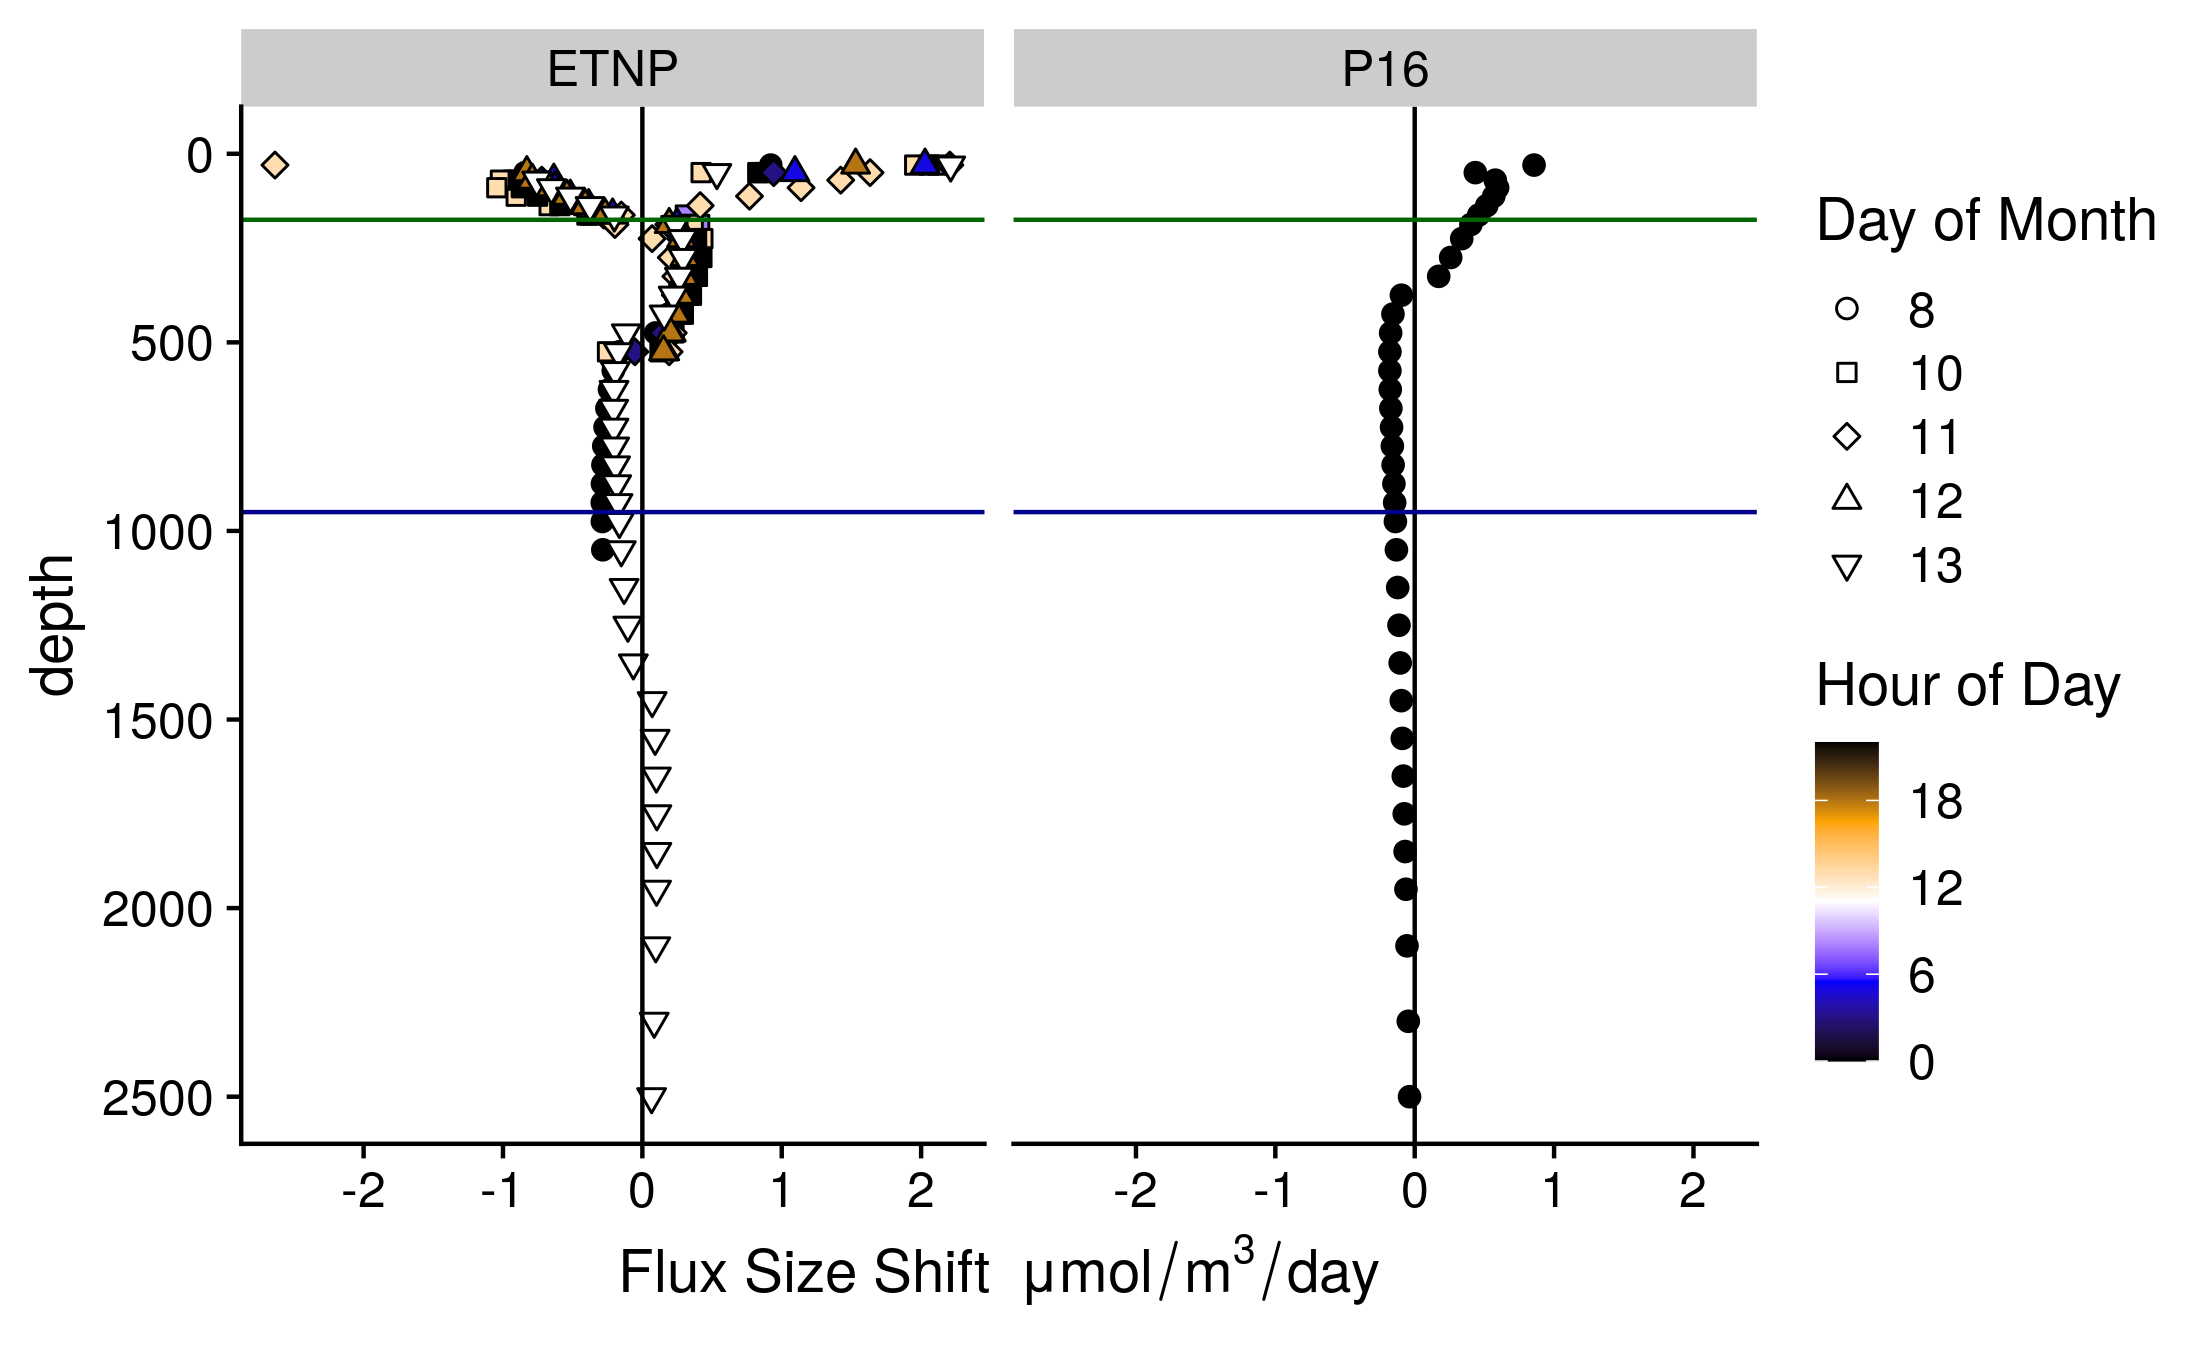 ETNP P16
Day of Month
8
10
11
12
13
Hour of Day
18
12
6
0
depth
0
500
1000
1500
2000
2500
-2 -1 0 1 2 -2 -1 0 1 2
Flux Size Shift µmol/m³/day